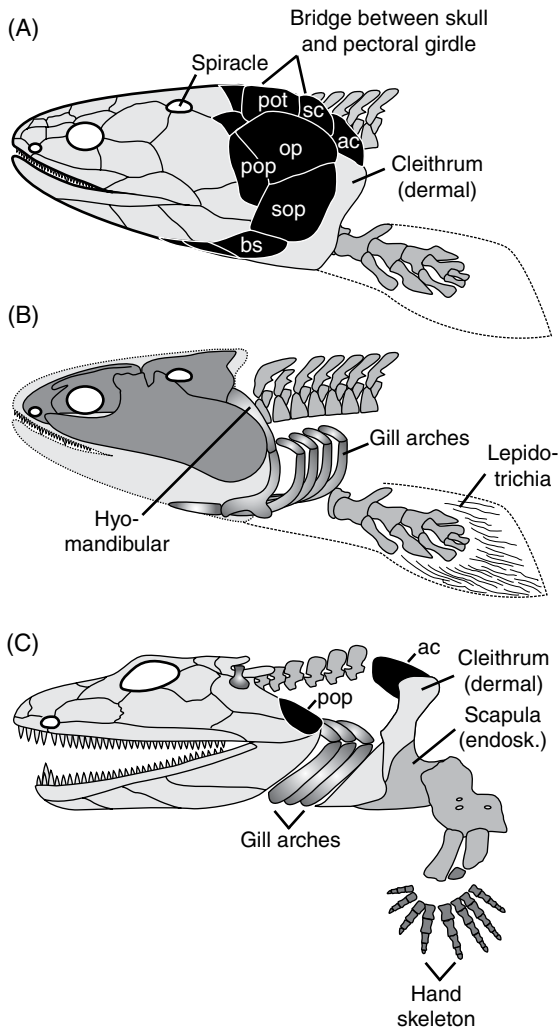 (A)
Bridge between skull
and pectoral girdle
Spiracle
pot
sc
ac
op
pop
Cleithrum
(dermal)
sop
bs
(B)
Gill arches
Lepido-
trichia
Hyo-
mandibular
(C)
ac
Cleithrum
(dermal)
pop
Scapula
(endosk.)
Gill arches
Hand
skeleton